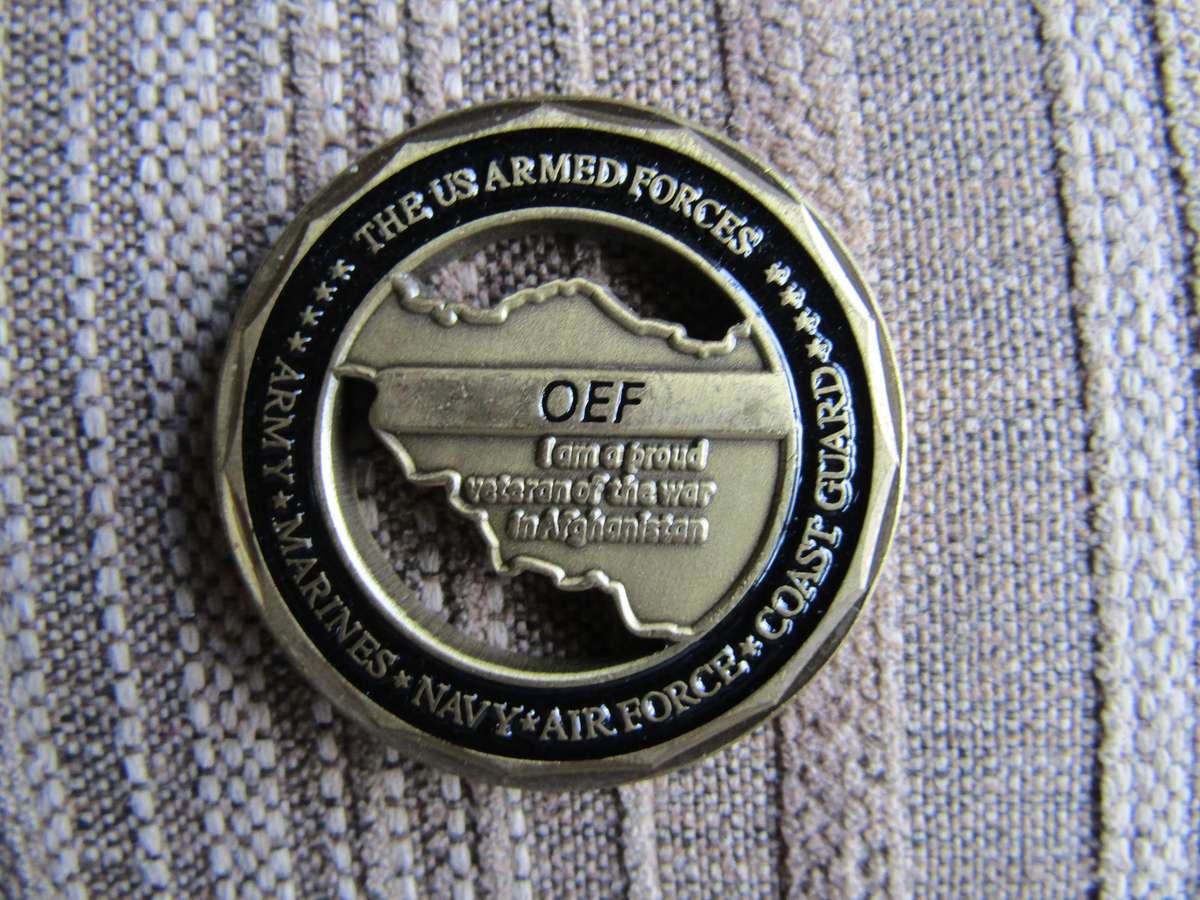 THE US ARMED FORCES
OEF
I am a proud
veteran of the war
in Afghanistan
ARMY ★ MARINES ★ NAVY ★ AIR FORCE ★ COAST GUARD